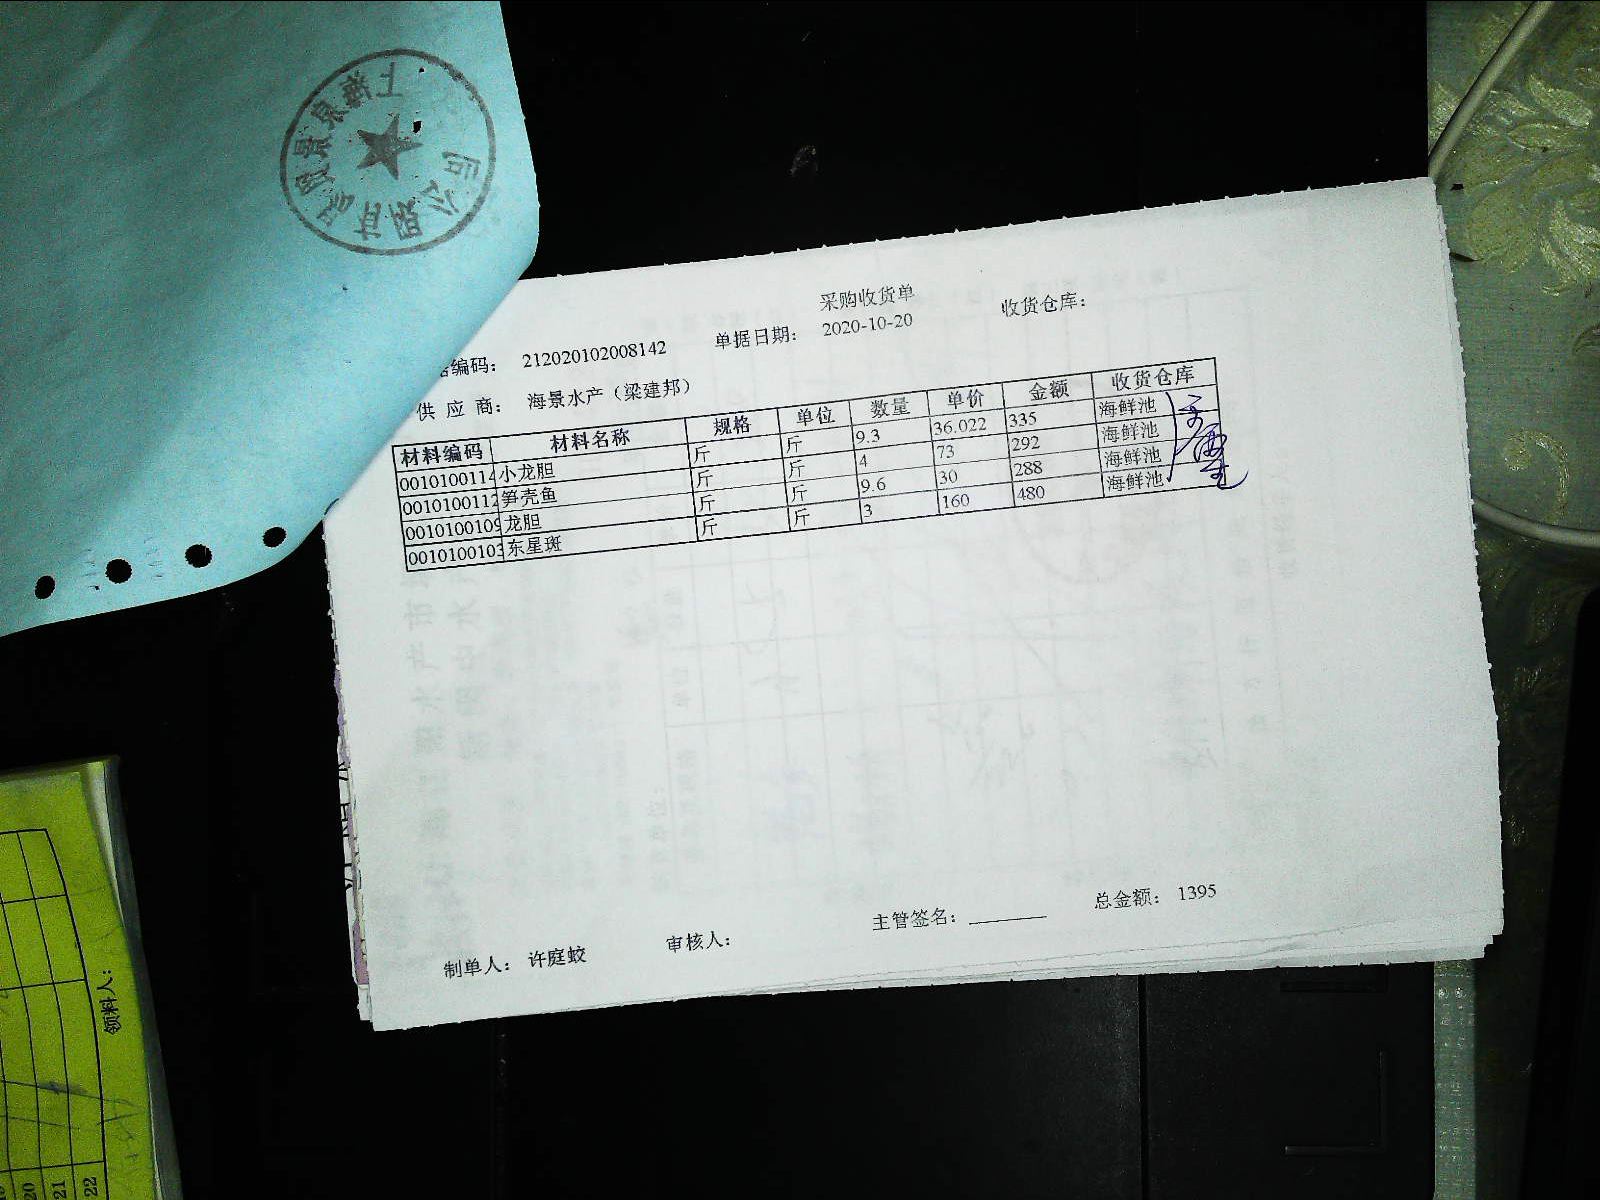 采购收货单
编码： 212020102008142 单据日期： 2020-10-20 收货仓库：
供 应 商： 海景水产（梁建邦）
材料编码 材料名称 规格 单位 数量 单价 金额 收货仓库
0010100114 小龙胆 斤 斤 9.3 36.022 335 海鲜池
0010100112 笋壳鱼 斤 斤 4 73 292 海鲜池
0010100109 龙胆 斤 斤 9.6 30 288 海鲜池
0010100103 东星斑 斤 斤 3 160 480 海鲜池
制单人： 许庭蛟 审核人： 主管签名： 总金额： 1395
领料人：
20
21
22